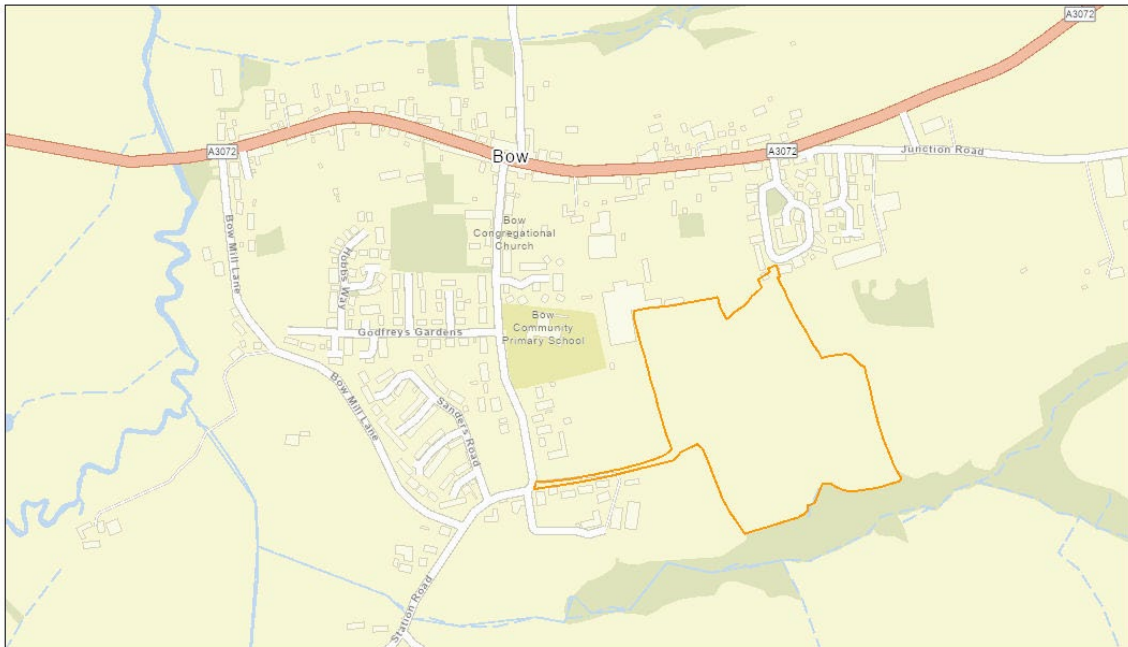 A3072
A3072
Bow
A3072
Junction Road
Bow Mill Lane
Bow
Congregational
Church
Hobbs Way
Bow
Community
Primary School
Godfreys Gardens
Bow Mill Lane
Sanders Road
Station Road